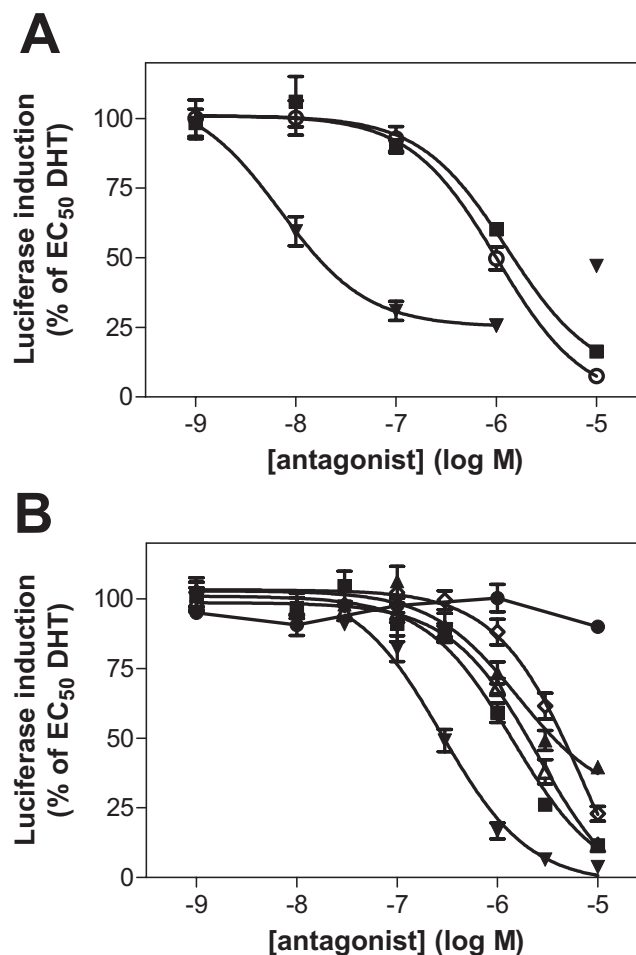 A
Luciferase induction
(% of EC50 DHT)
100
75
50
25
0
-9 -8 -7 -6 -5
[antagonist] (log M)
B
Luciferase induction
(% of EC50 DHT)
100
75
50
25
0
-9 -8 -7 -6 -5
[antagonist] (log M)